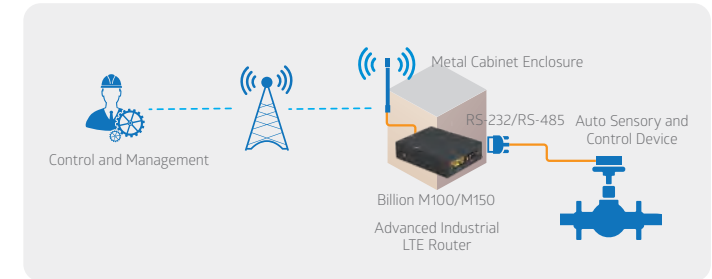 Metal Cabinet Enclosure
RS-232/RS-485
Auto Sensory and
Control Device
Control and Management
Billion M100/M150
Advanced Industrial
LTE Router